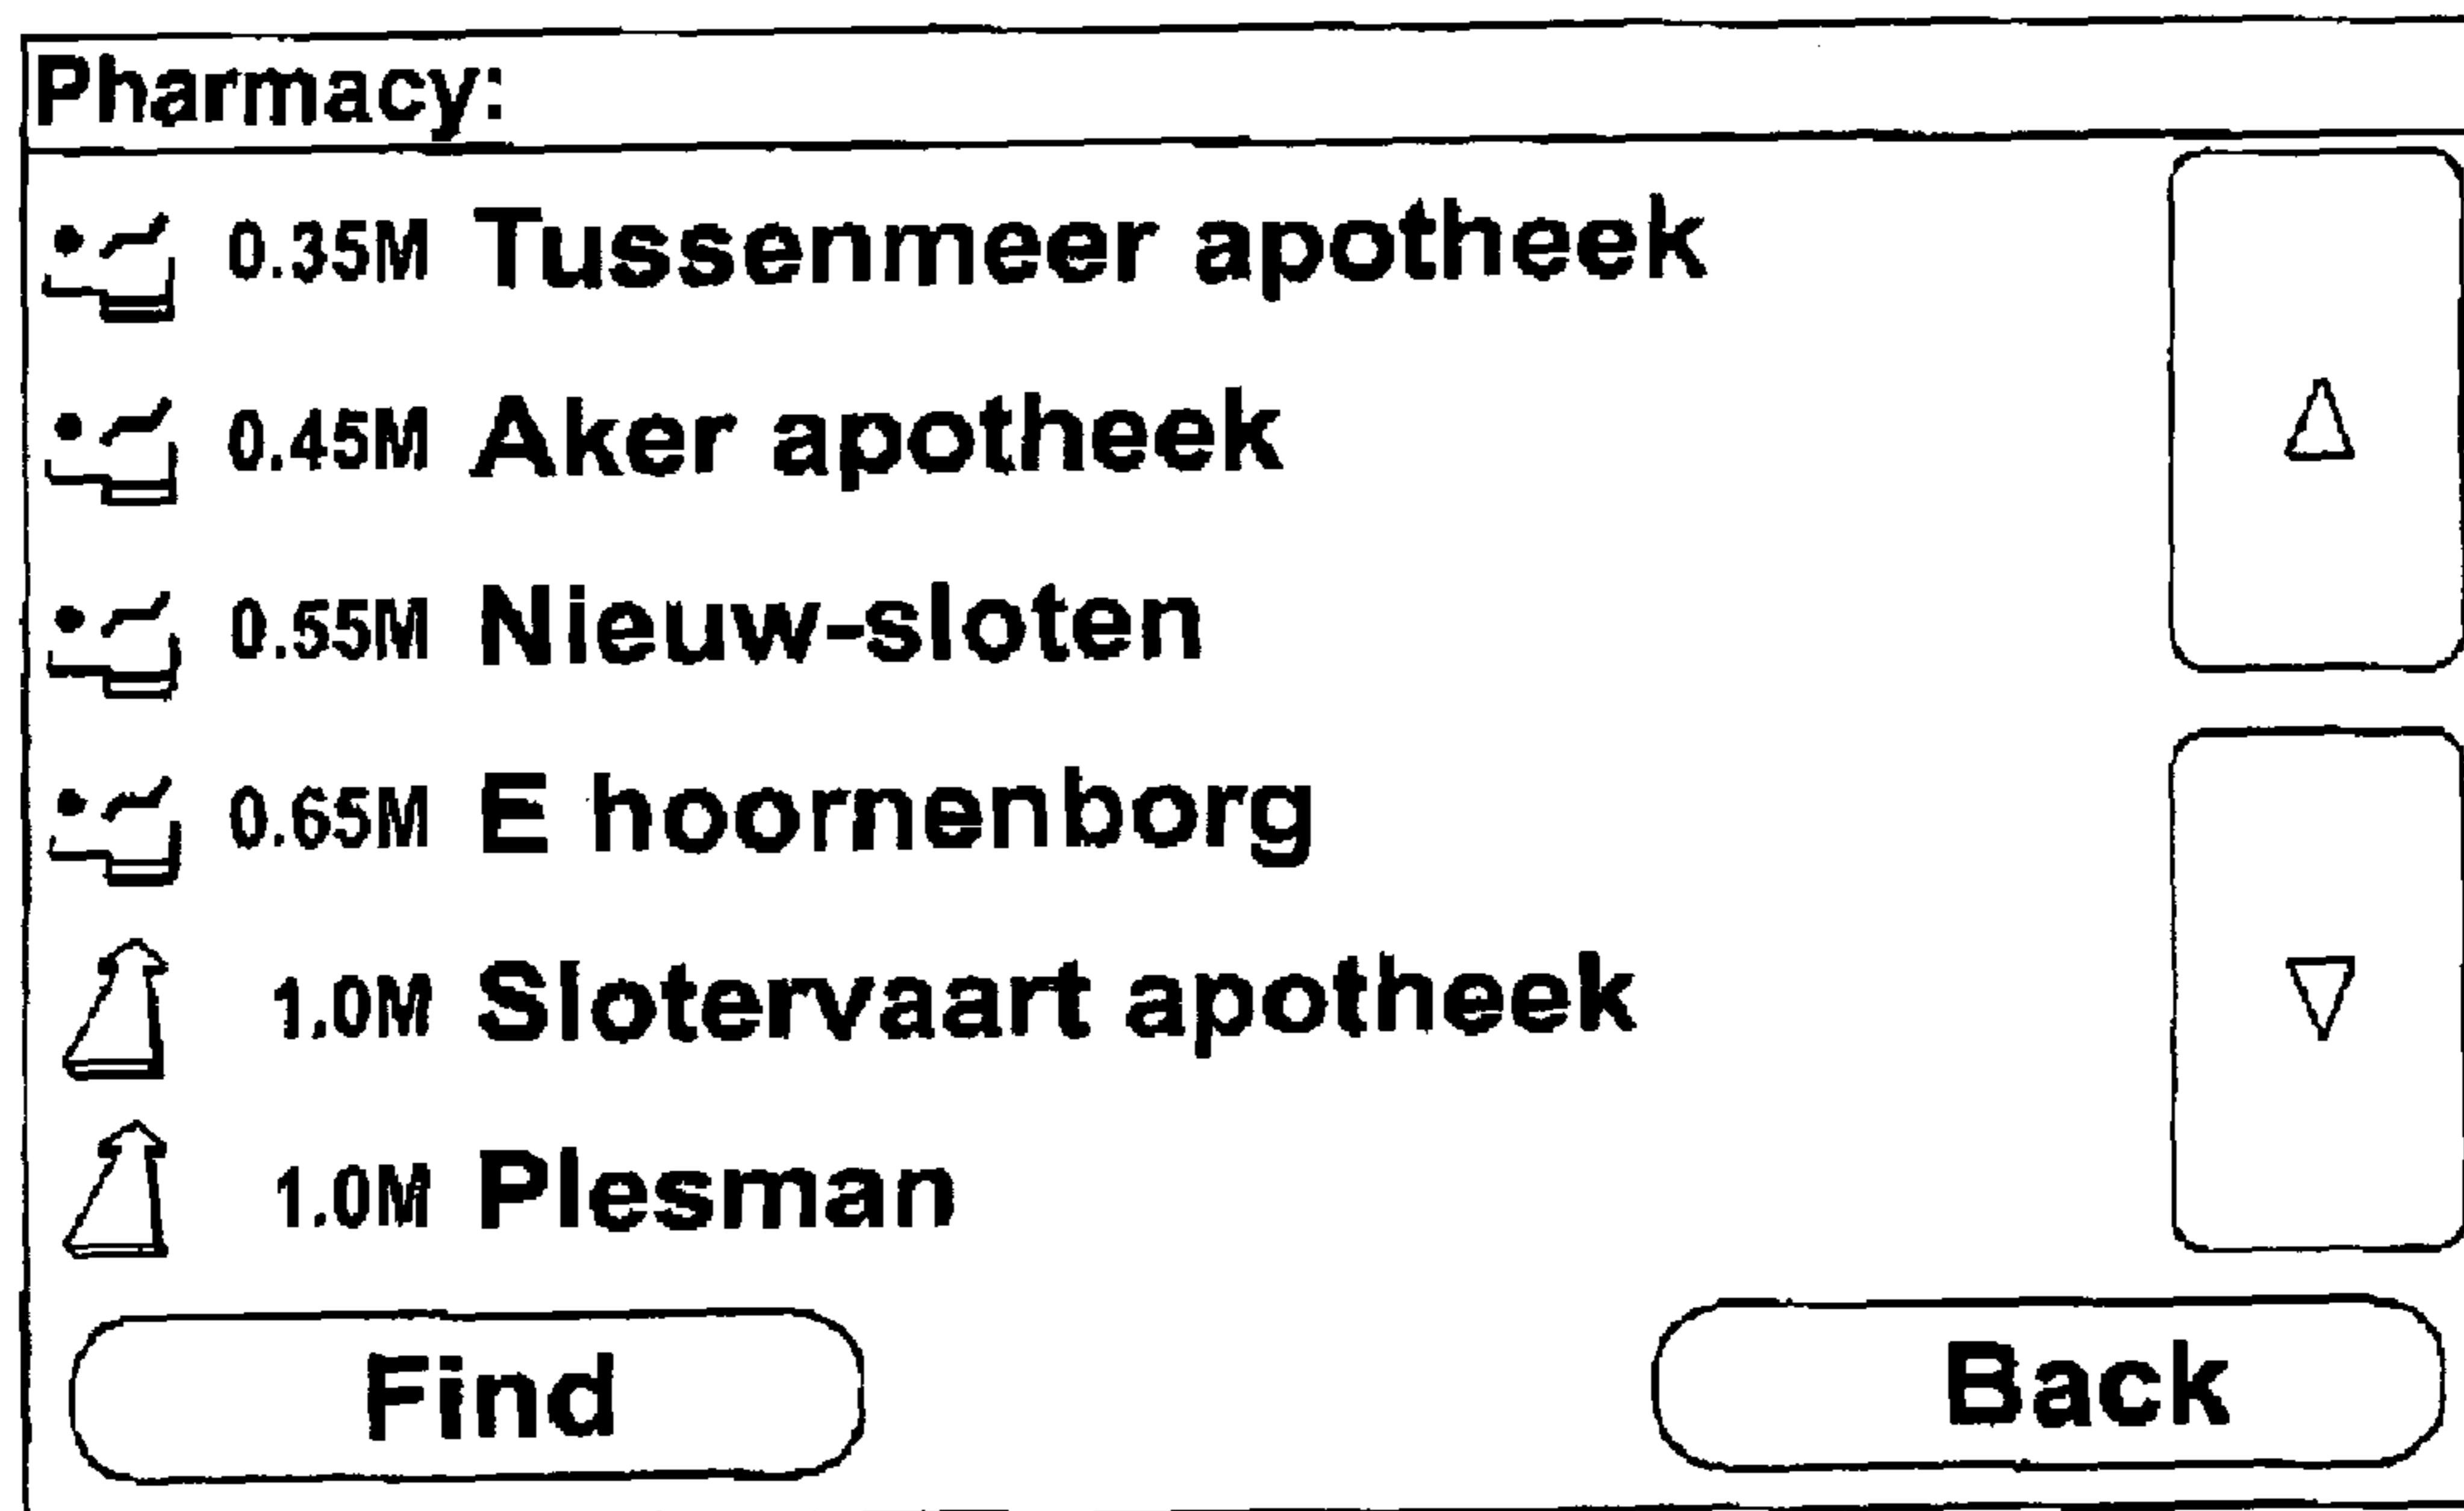 Pharmacy:
0.35M Tussenmeer apotheek
0.45M Aker apotheek
0.55M Nieuw-sloten
0.65M E hoornenborg
1.0M Slotervaart apotheek
1.0M Plesman
Find Back